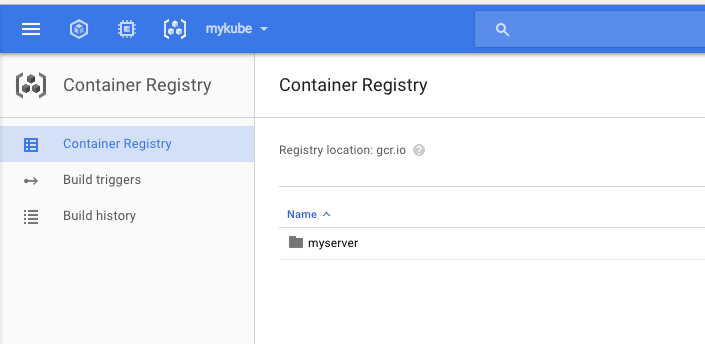 mykube
Container Registry
Container Registry
Build triggers
Build history
Container Registry
Registry location: gcr.io ?
Name
myserver